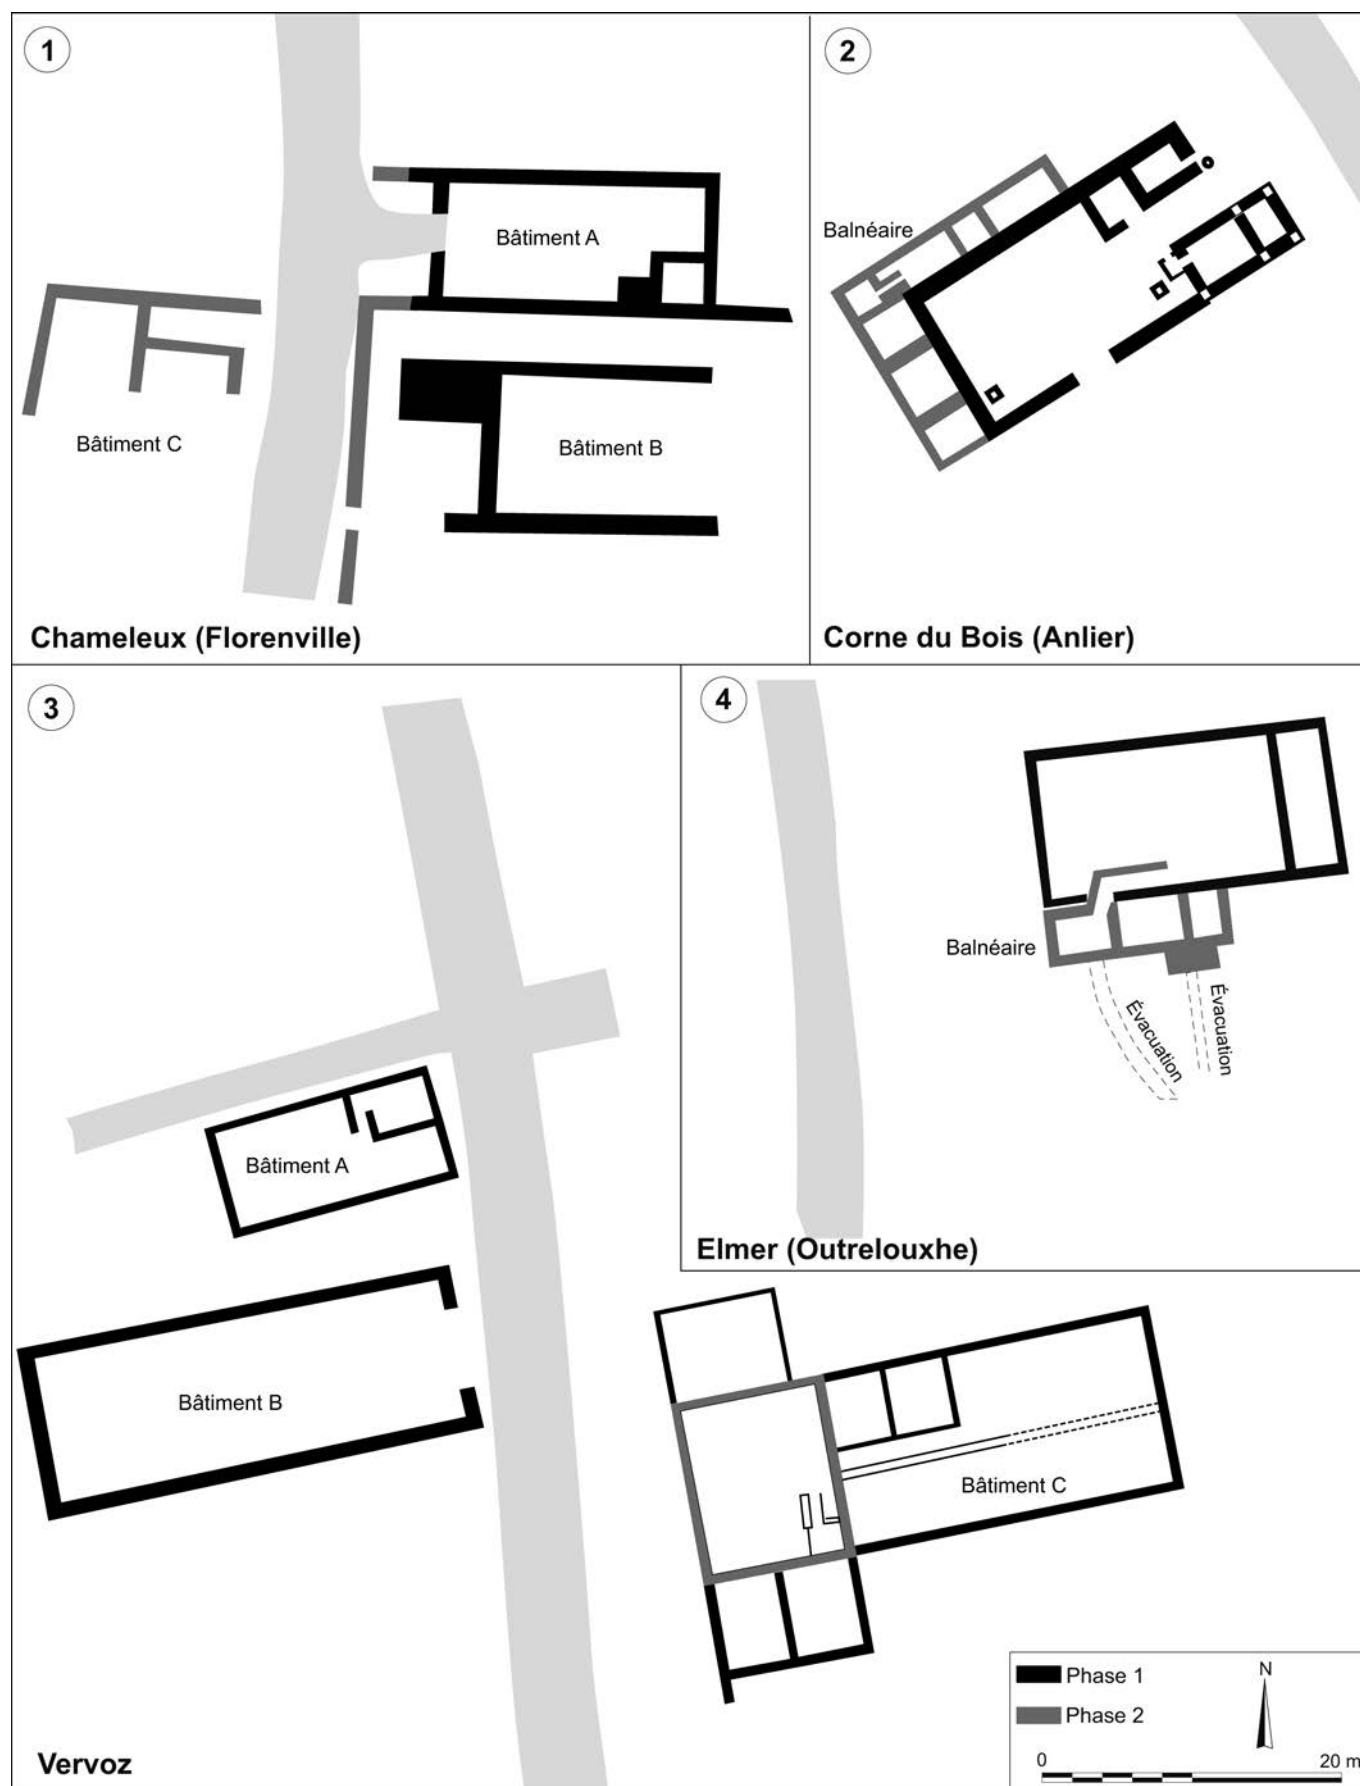 1
Bâtiment A
Bâtiment C
Bâtiment B
Chameleux (Florenville)
2
Balnéaire
Corne du Bois (Anlier)
3
Bâtiment A
Bâtiment B
Bâtiment C
Vervoz
4
Balnéaire
Évacuation
Évacuation
Elmer (Outrelouxhe)
Phase 1
Phase 2
N
0 20 m